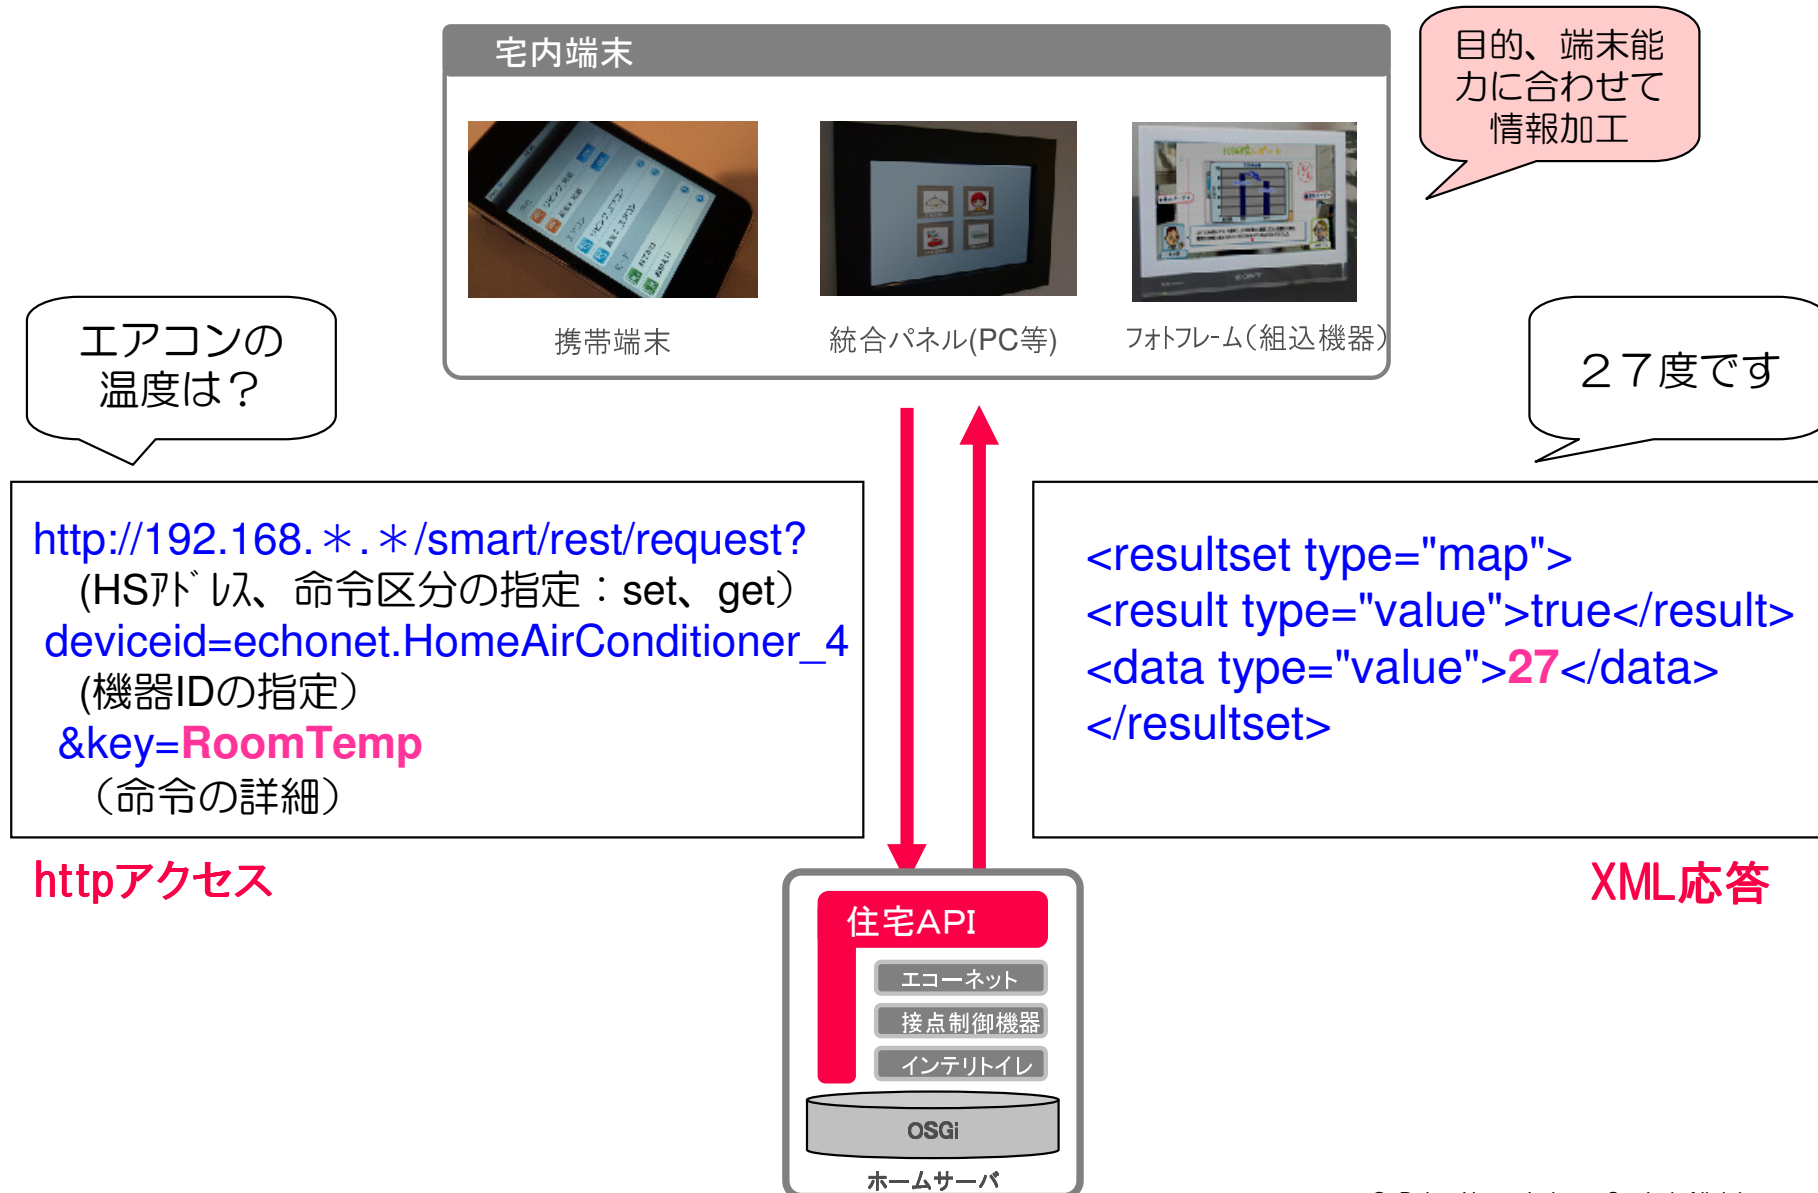 宅内端末
目的、端末能
力に合わせて
情報加工
SONY
携帯端末
統合パネル(PC等)
フォトフレーム（組込機器）
エアコンの
温度は？
２７度です
http://192.168.＊.＊/smart/rest/request?
(HSｱﾄﾞﾚｽ、命令区分の指定：set、get）
deviceid=echonet.HomeAirConditioner_4
(機器IDの指定）
&key=RoomTemp
（命令の詳細）
<resultset type="map">
<result type="value">true</result>
<data type="value">27</data>
</resultset>
httpアクセス
XML応答
住宅API
エコーネット
接点制御機器
インテリトイレ
OSGi
ホームサーバ